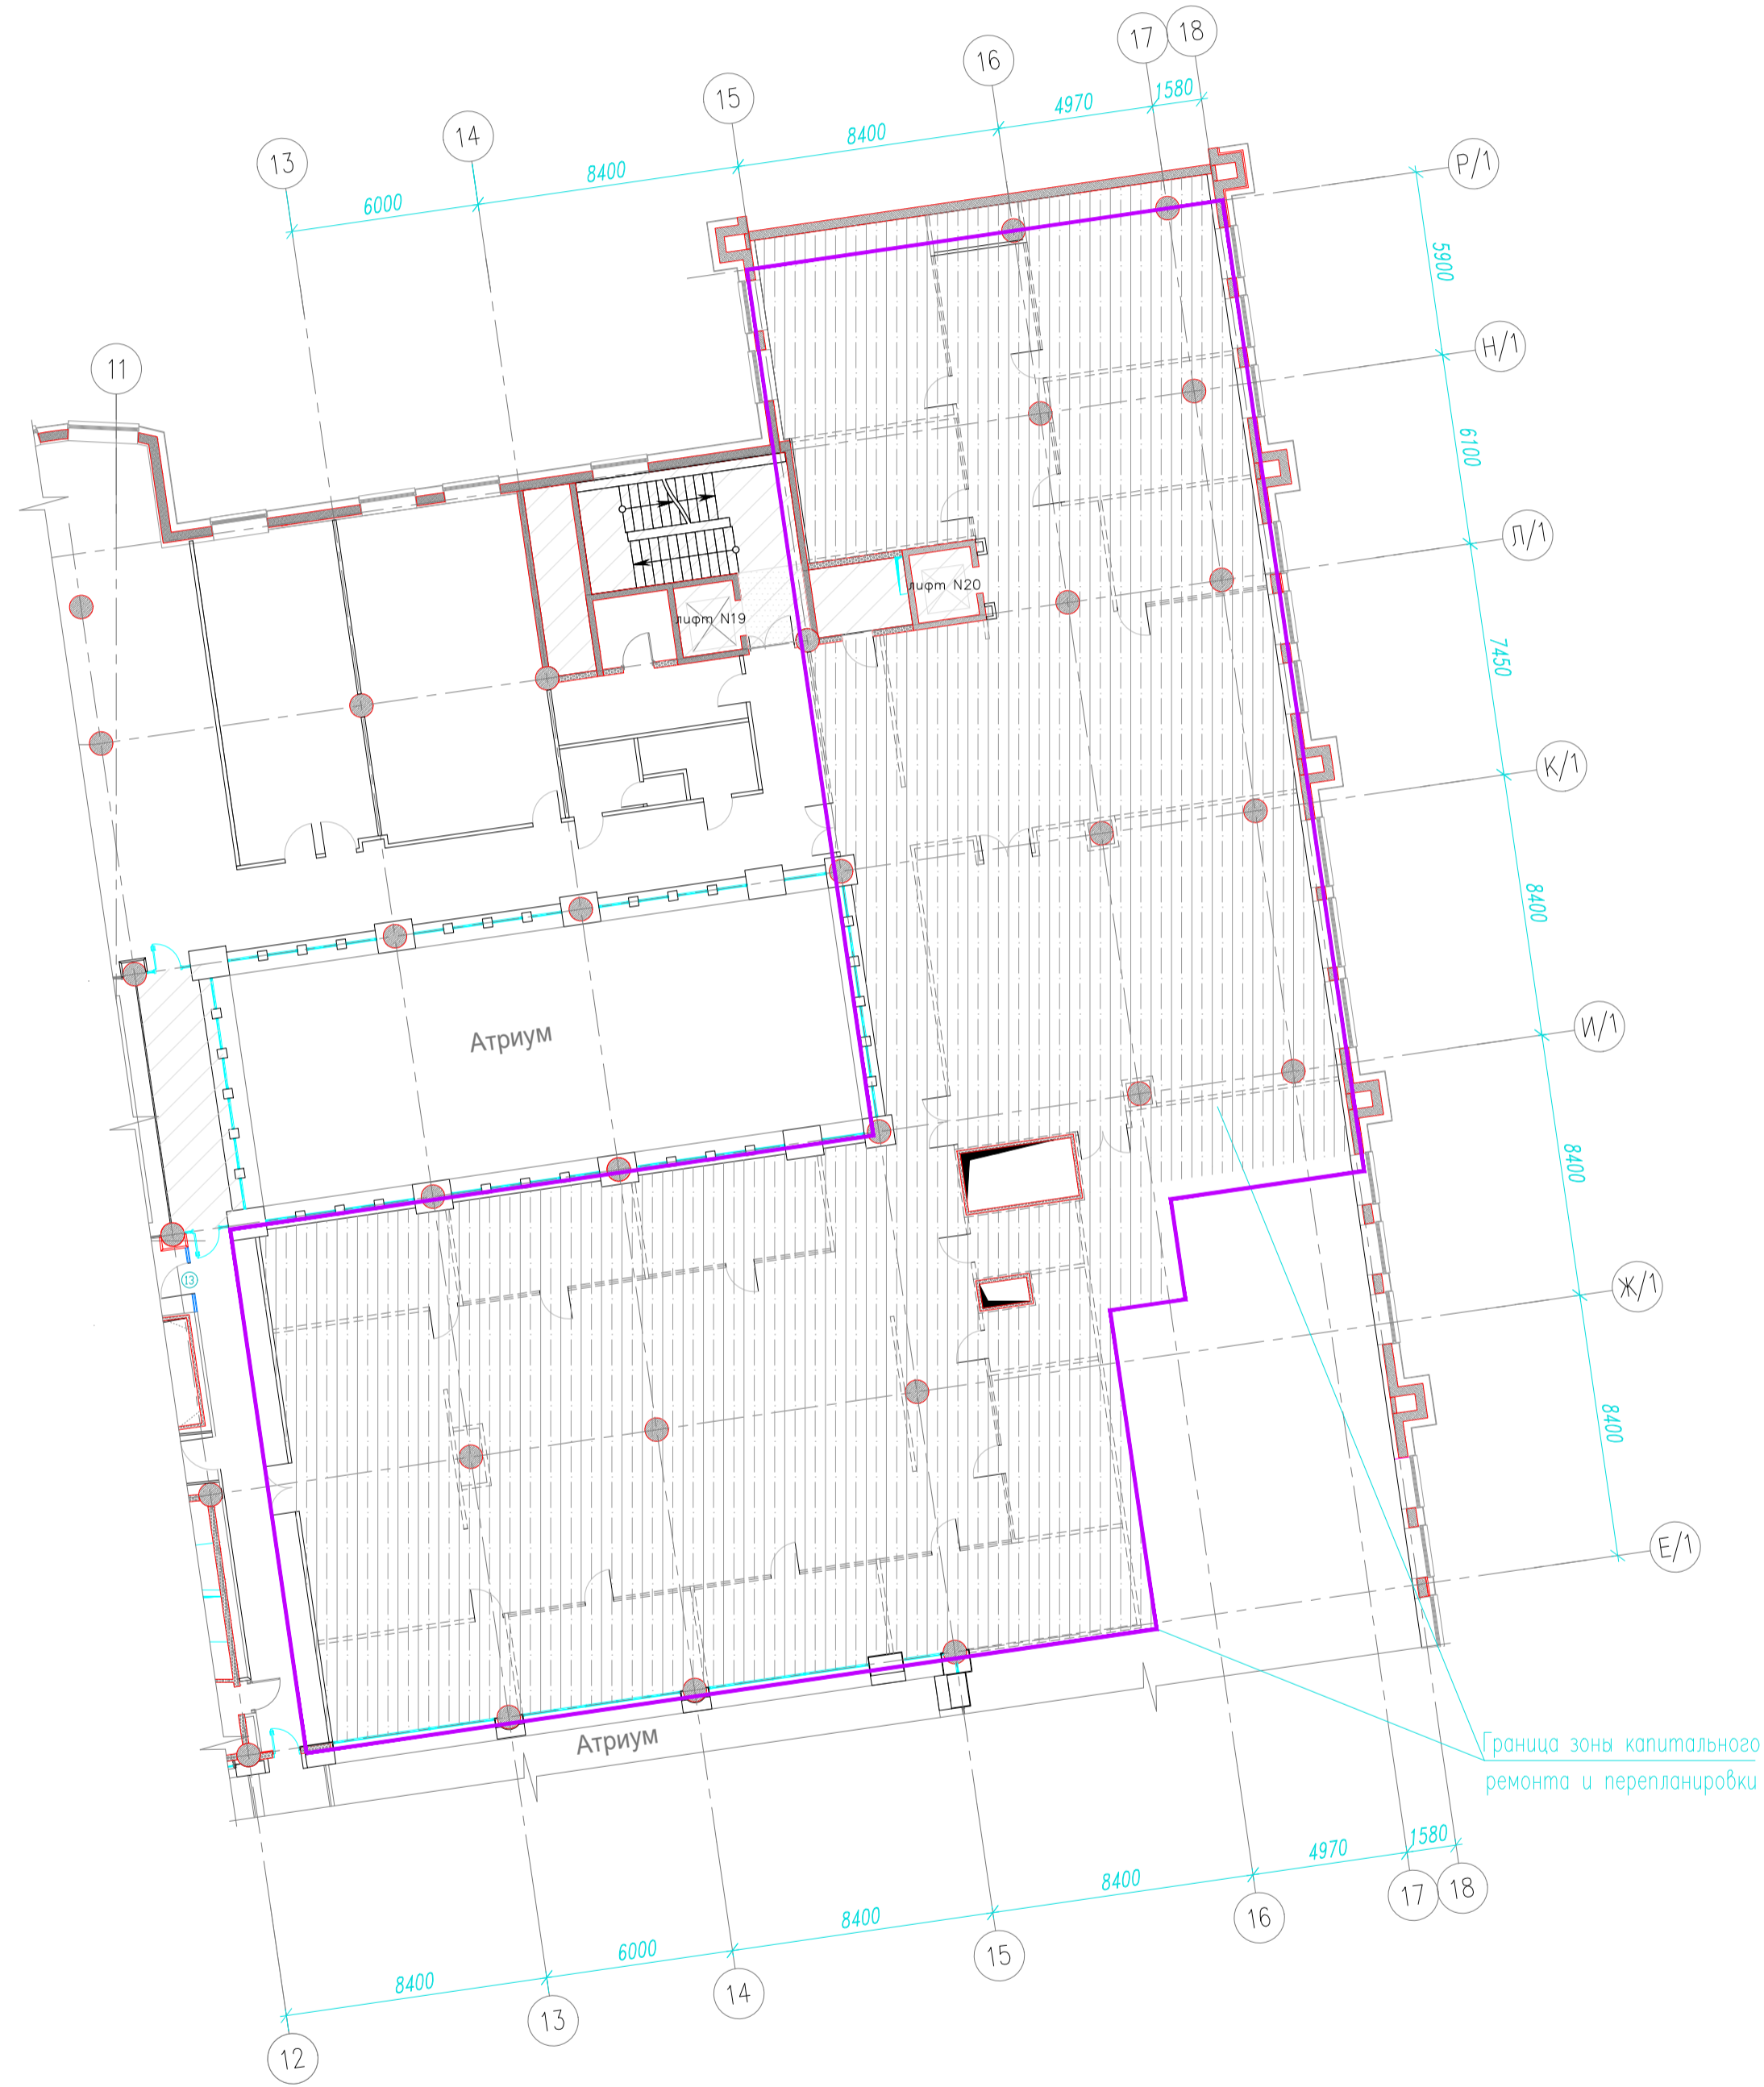 18
17
16
15
14
13
1580
4970
8400
8400
6000
Р/1
5900
Н/1
11
6100
Л/1
лифт N20
лифт N19
7450
К/1
8400
И/1
Атриум
8400
13
Ж/1
8400
Е/1
Атриум
Граница зоны капитального
ремонта и перепланировки
1580
4970
8400
8400
6000
8400
18
17
16
15
14
13
12